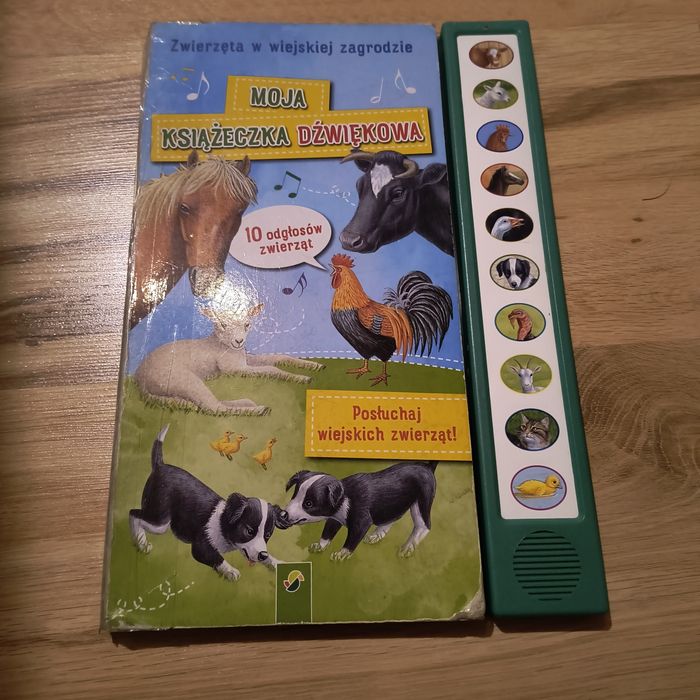 Zwierzęta w wiejskiej zagrodzie
MOJA
KSIĄŻECZKA DŹWIĘKOWA
10 odgłosów
zwierząt
Posłuchaj
wiejskich zwierząt!